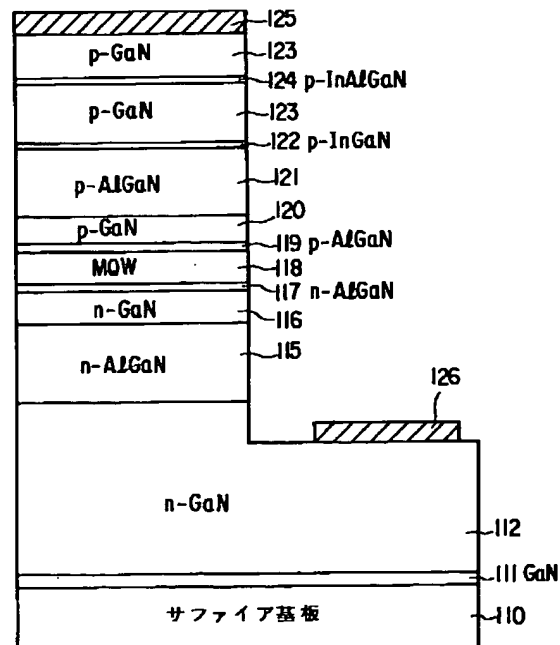 125
p-GaN 123
124 p-InAlGaN
p-GaN 123
122 p-InGaN
p-AlGaN 121
p-GaN 120
119 p-AlGaN
MQW 118
117 n-AlGaN
n-GaN 116
n-AlGaN 115
126
n-GaN 112
111 GaN
サファイア基板 110